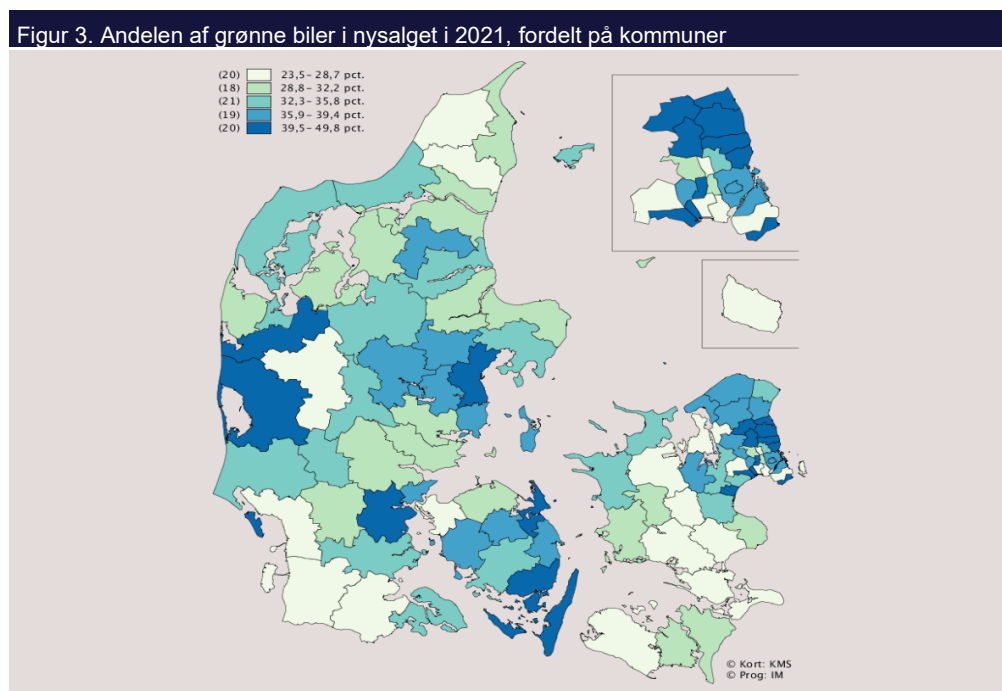 Figur 3. Andelen af grønne biler i nysalget i 2021, fordelt på kommuner
(20) 23,5– 28,7 pct.
(18) 28,8– 32,2 pct.
(21) 32,3– 35,8 pct.
(19) 35,9– 39,4 pct.
(20) 39,5– 49,8 pct.
© Kort: KMS
© Prog: IM